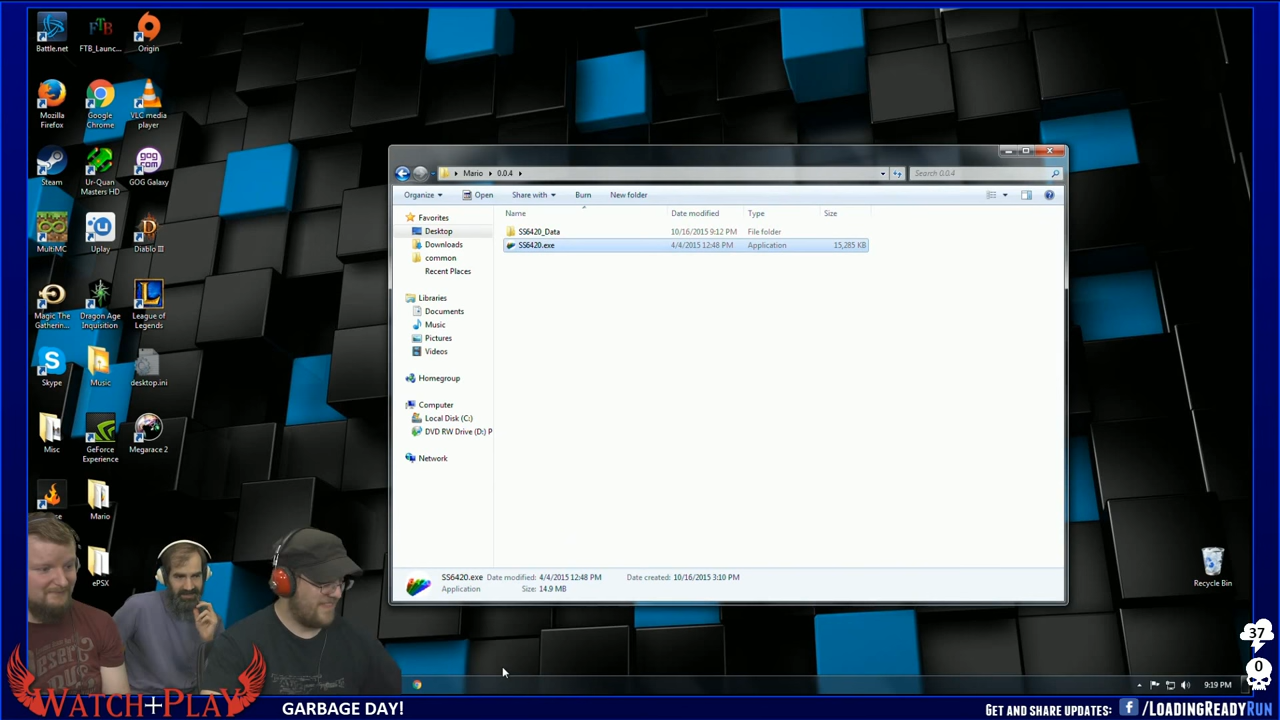 Battle.net
FTB_Launc...
Origin
Mozilla Firefox
Google Chrome
VLC media player
Steam
Ur-Quan Masters HD
GOG Galaxy
MultiMC
Uplay
Diablo III
Magic The Gatherin...
Dragon Age Inquisition
League of Legends
Skype
Music
desktop.ini
Misc
GeForce Experience
Megarace 2
Mario
ePSX
Recycle Bin
Mario 0.0.4
Search 0.0.4
Organize Open Share with Burn New folder
Name Date modified Type Size
SS6420_Data 10/16/2015 9:12 PM File folder
SS6420.exe 4/4/2015 12:48 PM Application 15,285 KB
Favorites
Desktop
Downloads
common
Recent Places
Libraries
Documents
Music
Pictures
Videos
Homegroup
Computer
Local Disk (C:)
DVD RW Drive (D:) P
Network
SS6420.exe Date modified: 4/4/2015 12:48 PM Date created: 10/16/2015 3:10 PM
Application Size: 14.9 MB
37
0
9:19 PM
WATCH+PLAY
GARBAGE DAY!
GET AND SHARE UPDATES: f /LOADINGREADYRUN